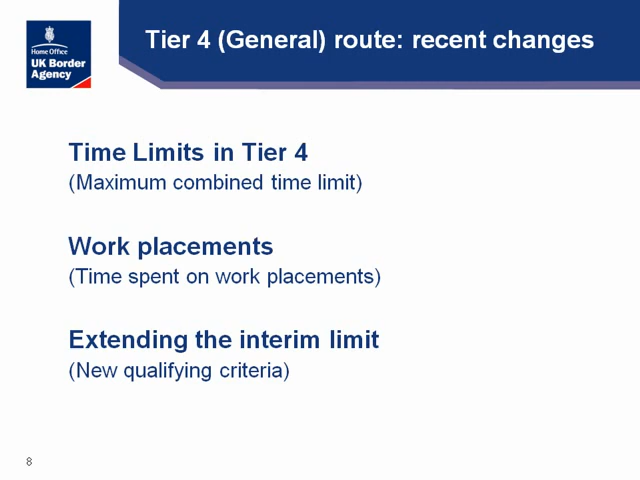 Home Office
UK Border
Agency
Tier 4 (General) route: recent changes
Time Limits in Tier 4
(Maximum combined time limit)
Work placements
(Time spent on work placements)
Extending the interim limit
(New qualifying criteria)
8